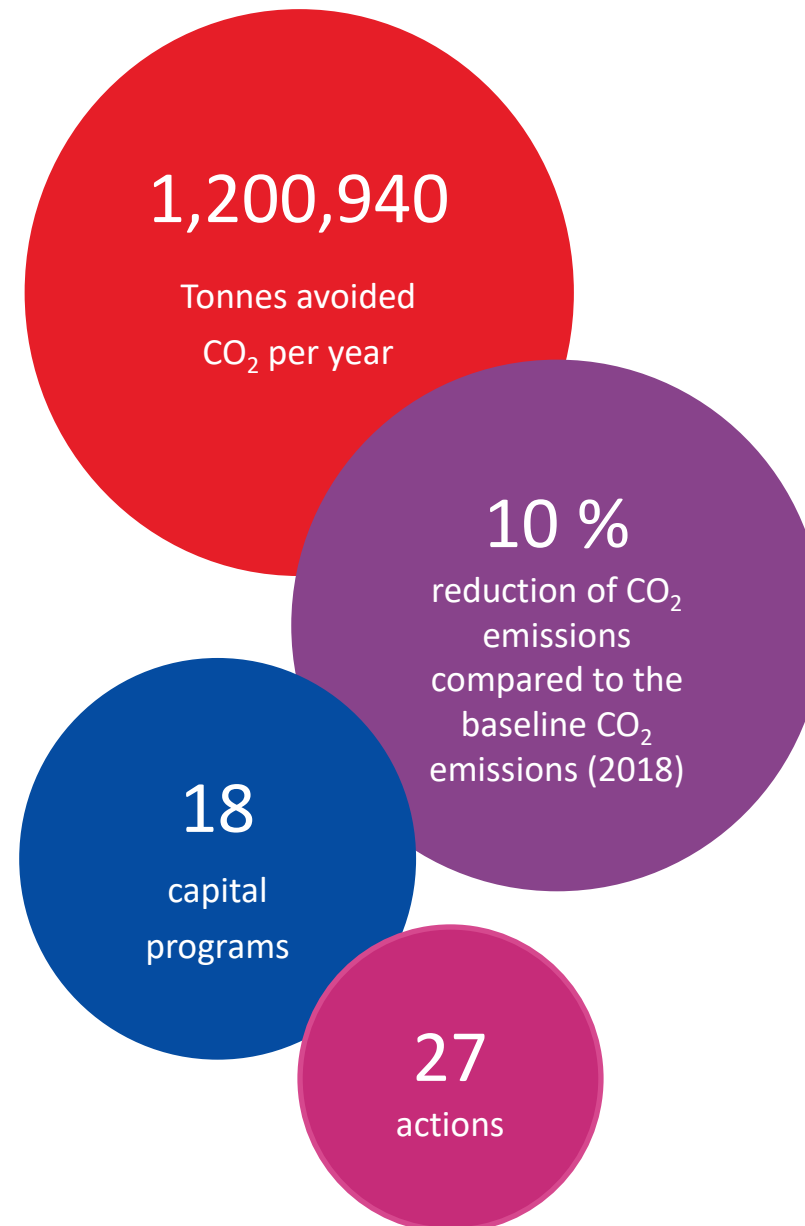 1,200,940
Tonnes avoided
CO₂ per year
10 %
reduction of CO₂
emissions
compared to the
baseline CO₂
emissions (2018)
18
capital
programs
27
actions